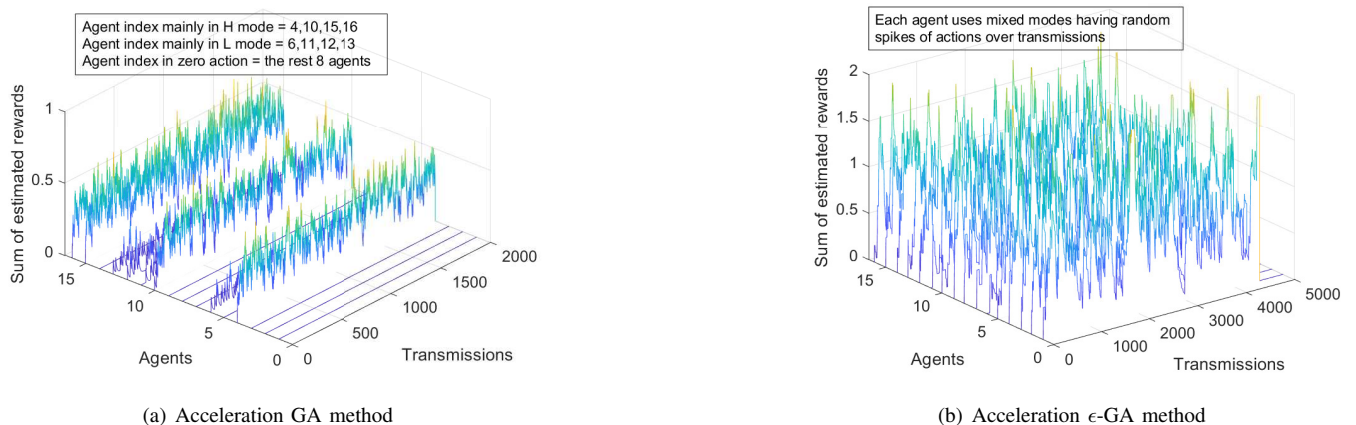 Agent index mainly in H mode = 4,10,15,16
Agent index mainly in L mode = 6,11,12,13
Agent index in zero action = the rest 8 agents
1
0.5
0
Sum of estimated rewards
15
10
5
0
Agents
0
500
1000
1500
2000
Transmissions
(a) Acceleration GA method
Each agent uses mixed modes having random
spikes of actions over transmissions
2
1.5
1
0.5
0
Sum of estimated rewards
15
10
5
0
Agents
0
1000
2000
3000
4000
5000
Transmissions
(b) Acceleration ϵ-GA method